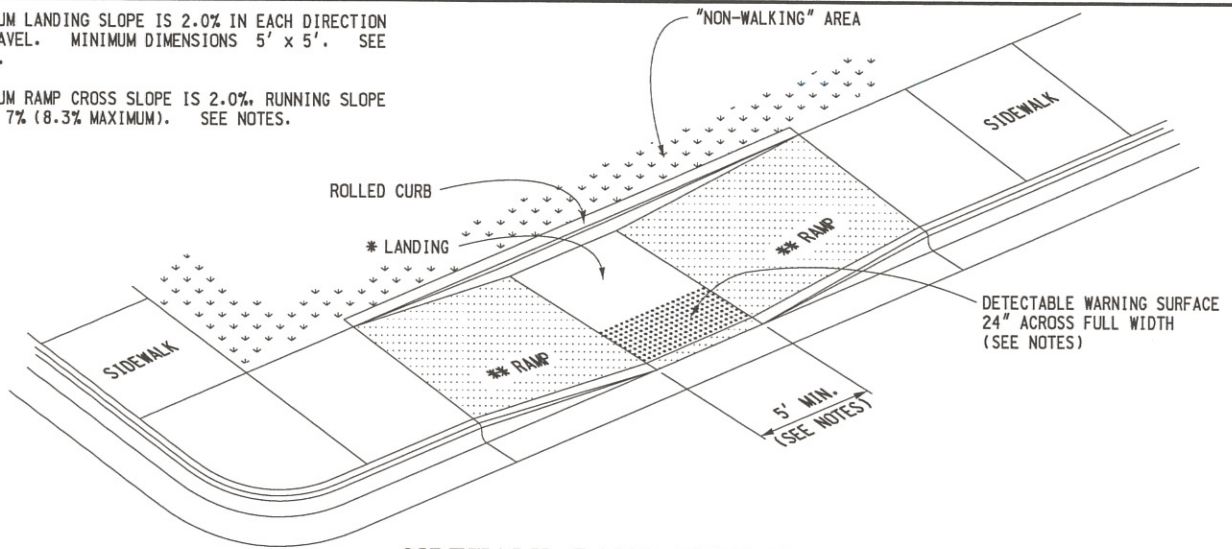 UM LANDING SLOPE IS 2.0% IN EACH DIRECTION
AVEL. MINIMUM DIMENSIONS 5' x 5'. SEE
UM RAMP CROSS SLOPE IS 2.0%, RUNNING SLOPE
7% (8.3% MAXIMUM). SEE NOTES.
"NON-WALKING" AREA
SIDEWALK
ROLLED CURB
* LANDING
** RAMP
DETECTABLE WARNING SURFACE
24" ACROSS FULL WIDTH
(SEE NOTES)
SIDEWALK
** RAMP
5' MIN.
(SEE NOTES)